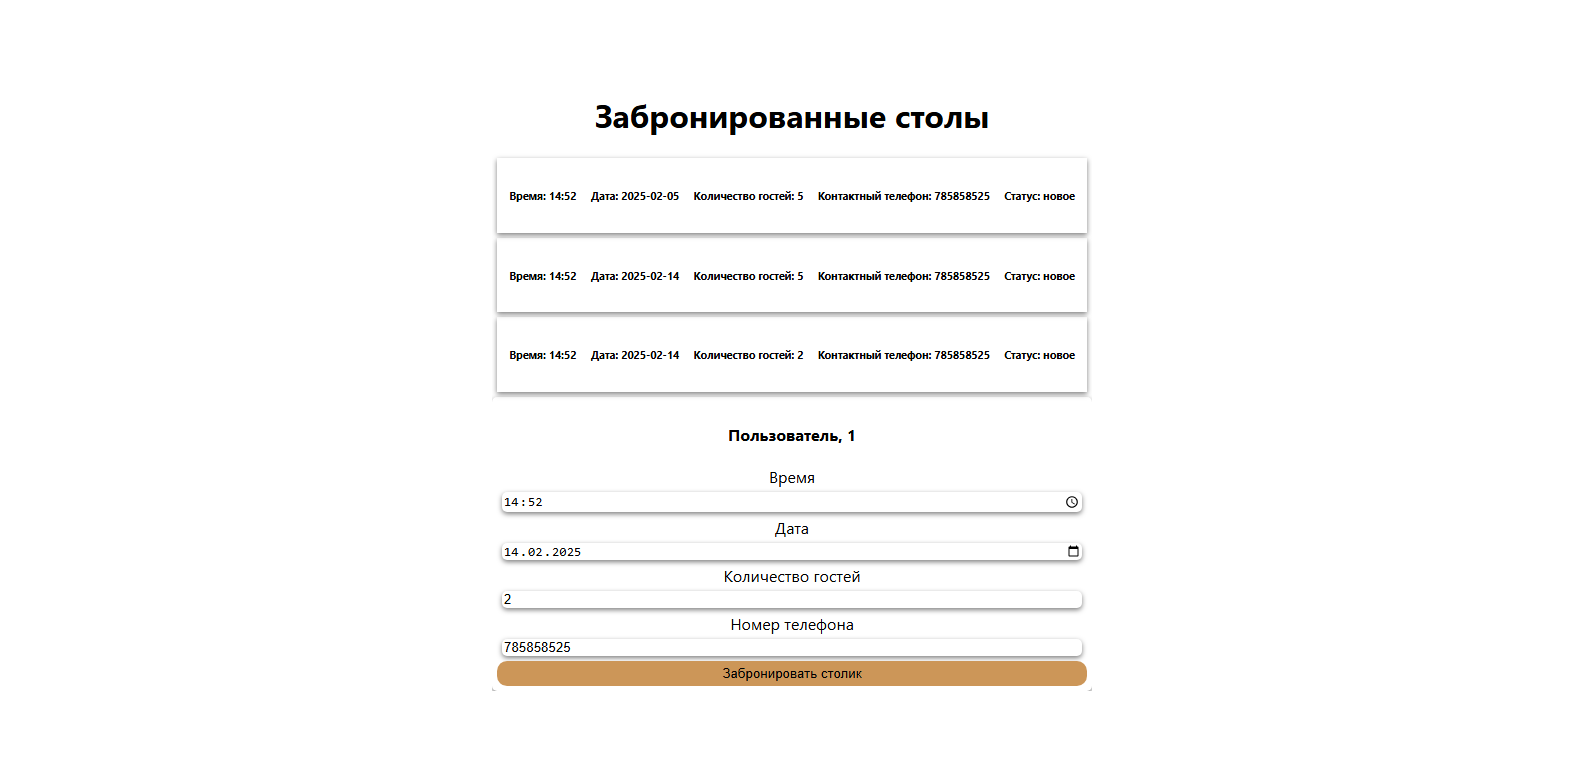 Забронированные столы
Время: 14:52 Дата: 2025-02-05 Количество гостей: 5 Контактный телефон: 785858525 Статус: новое
Время: 14:52 Дата: 2025-02-14 Количество гостей: 5 Контактный телефон: 785858525 Статус: новое
Время: 14:52 Дата: 2025-02-14 Количество гостей: 2 Контактный телефон: 785858525 Статус: новое
Пользователь, 1
Время
14:52
Дата
14.02.2025
Количество гостей
2
Номер телефона
785858525
Забронировать столик